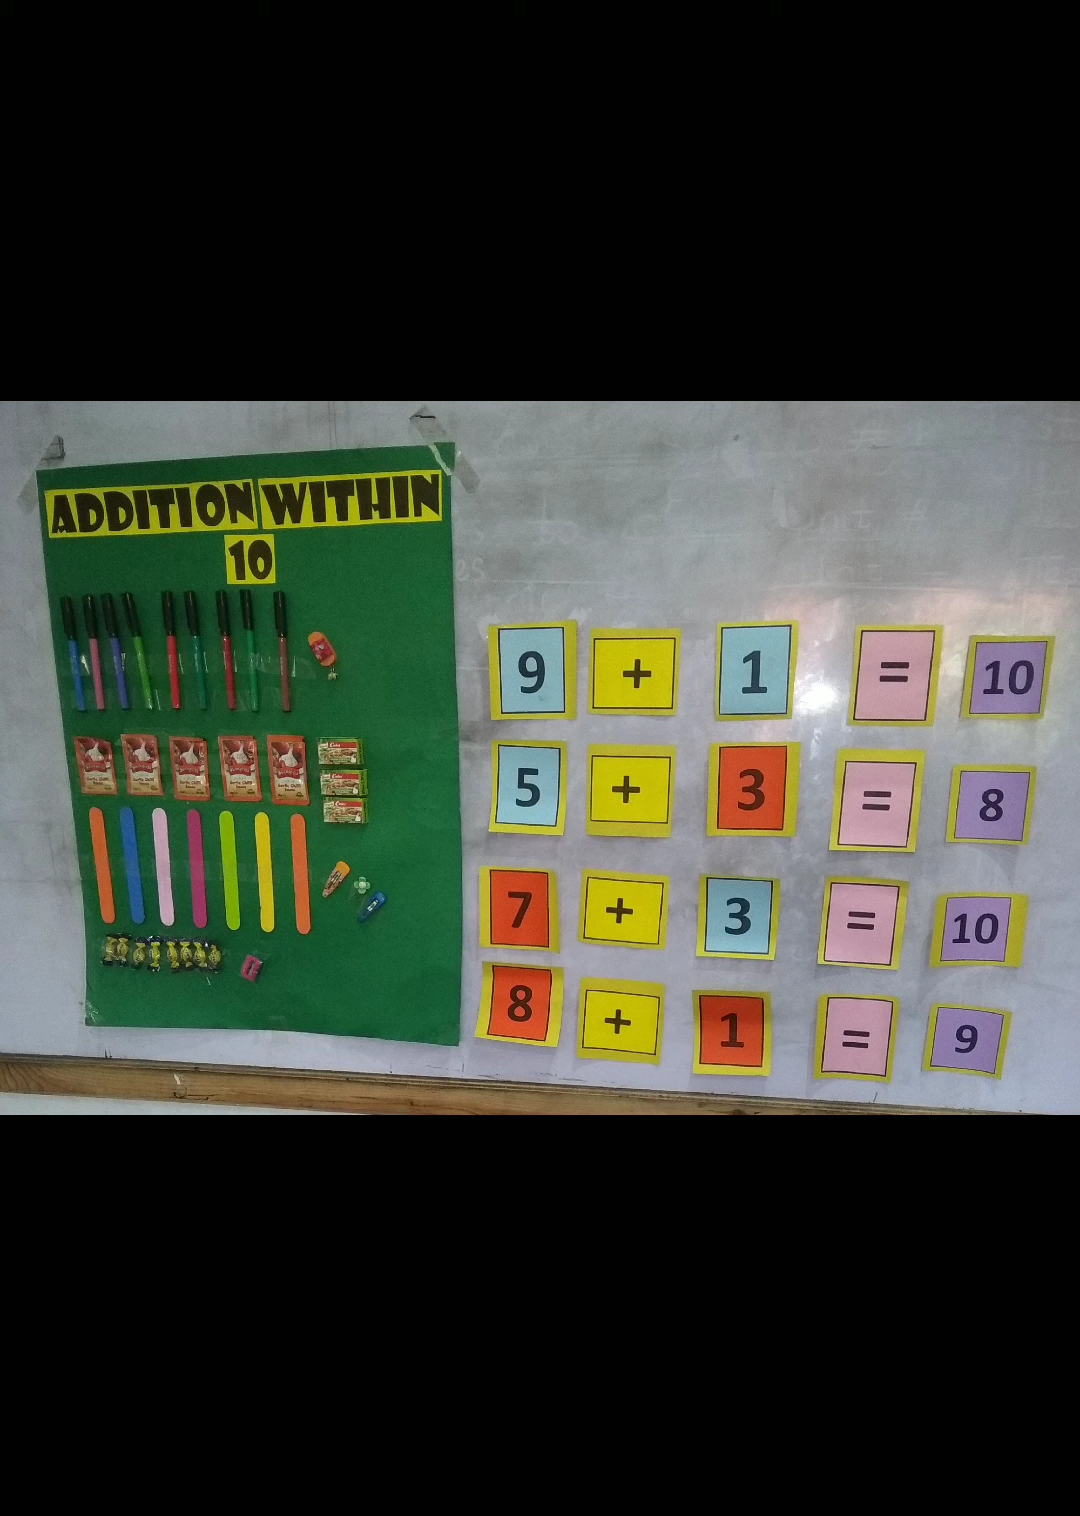 ADDITION WITHIN
10
9 + 1 = 10
5 + 3 = 8
7 + 3 = 10
8 + 1 = 9